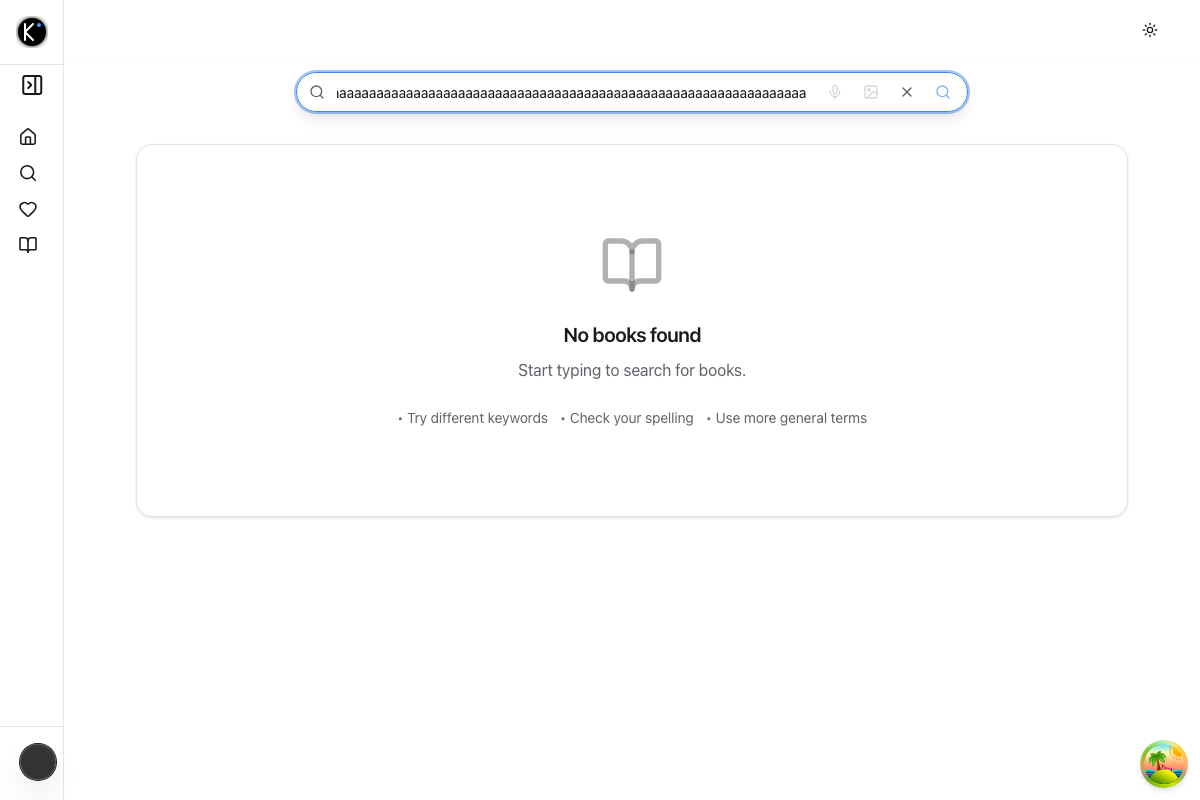 K
aaaaaaaaaaaaaaaaaaaaaaaaaaaaaaaaaaaaaaaaaaaaaaaaaaaaaaaaaaaaaaa
No books found
Start typing to search for books.
• Try different keywords • Check your spelling • Use more general terms